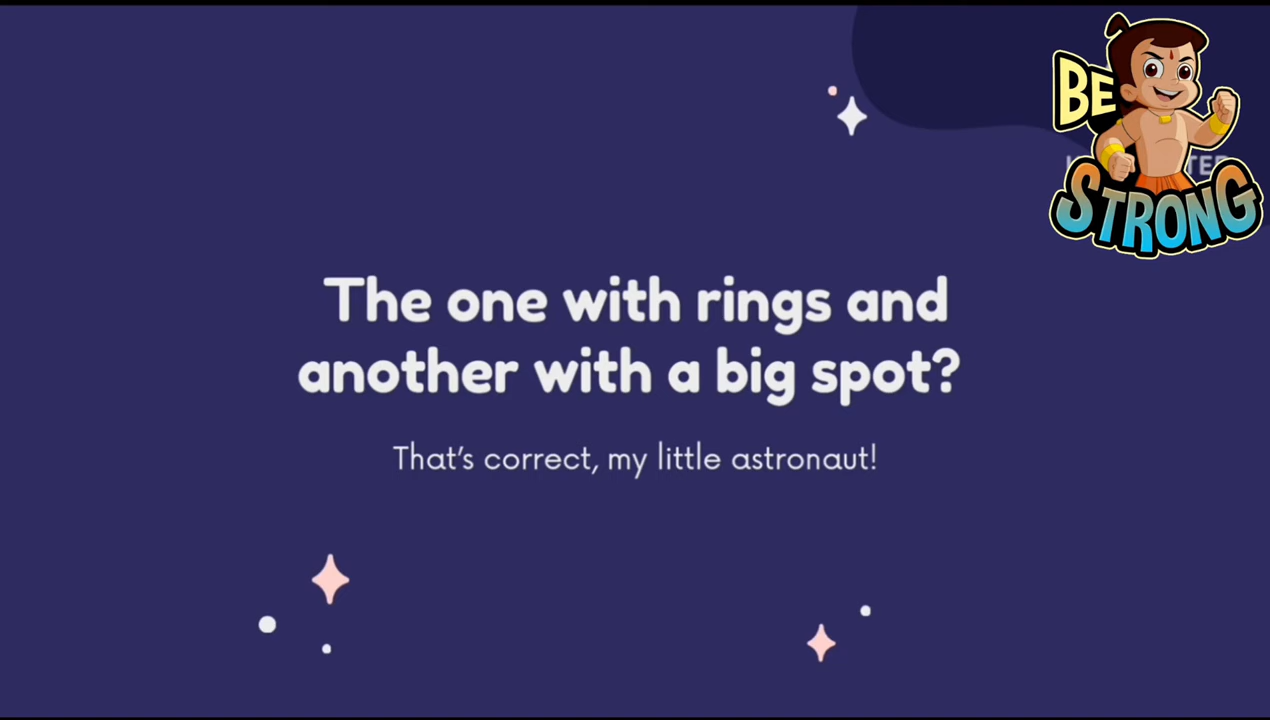 BE
STRONG
The one with rings and
another with a big spot?
That's correct, my little astronaut!